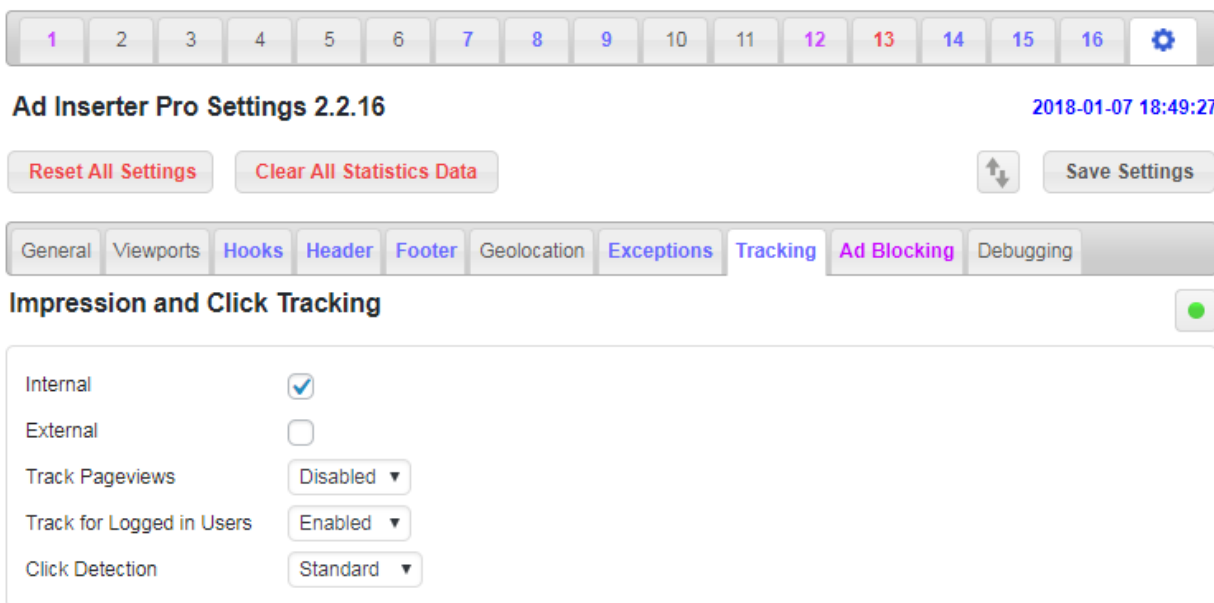 1 2 3 4 5 6 7 8 9 10 11 12 13 14 15 16
Ad Inserter Pro Settings 2.2.16 2018-01-07 18:49:27
Reset All Settings Clear All Statistics Data Save Settings
General Viewports Hooks Header Footer Geolocation Exceptions Tracking Ad Blocking Debugging
Impression and Click Tracking
Internal
External
Track Pageviews Disabled
Track for Logged in Users Enabled
Click Detection Standard